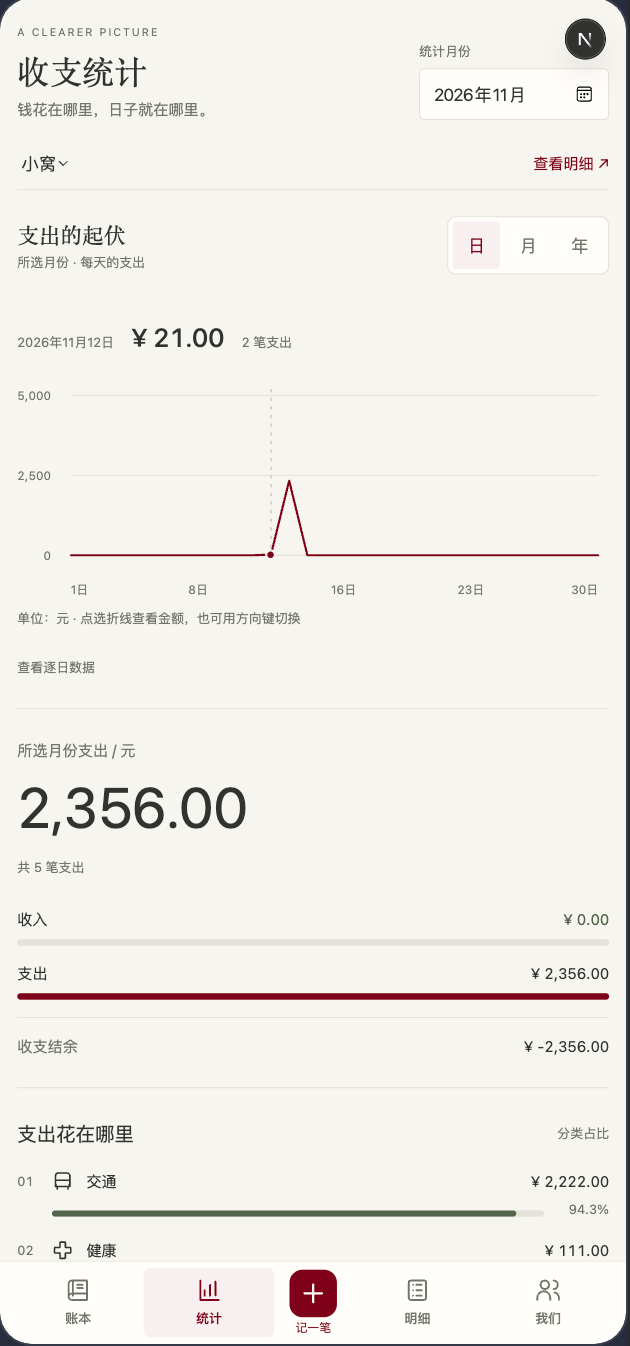 A CLEARER PICTURE
收支统计
钱花在哪里，日子就在哪里。
统计月份
N
2026年11月
小窝
查看明细
支出的起伏
所选月份 · 每天的支出
日 月 年
2026年11月12日 ¥ 21.00 2 笔支出
5,000
2,500
0
1日 8日 16日 23日 30日
单位：元 · 点选折线查看金额，也可用方向键切换
查看逐日数据
所选月份支出 / 元
2,356.00
共 5 笔支出
收入 ¥ 0.00
支出 ¥ 2,356.00
收支结余 ¥ -2,356.00
支出花在哪里 分类占比
01 交通 ¥ 2,222.00
94.3%
02 健康 ¥ 111.00
账本 统计 记一笔 明细 我们